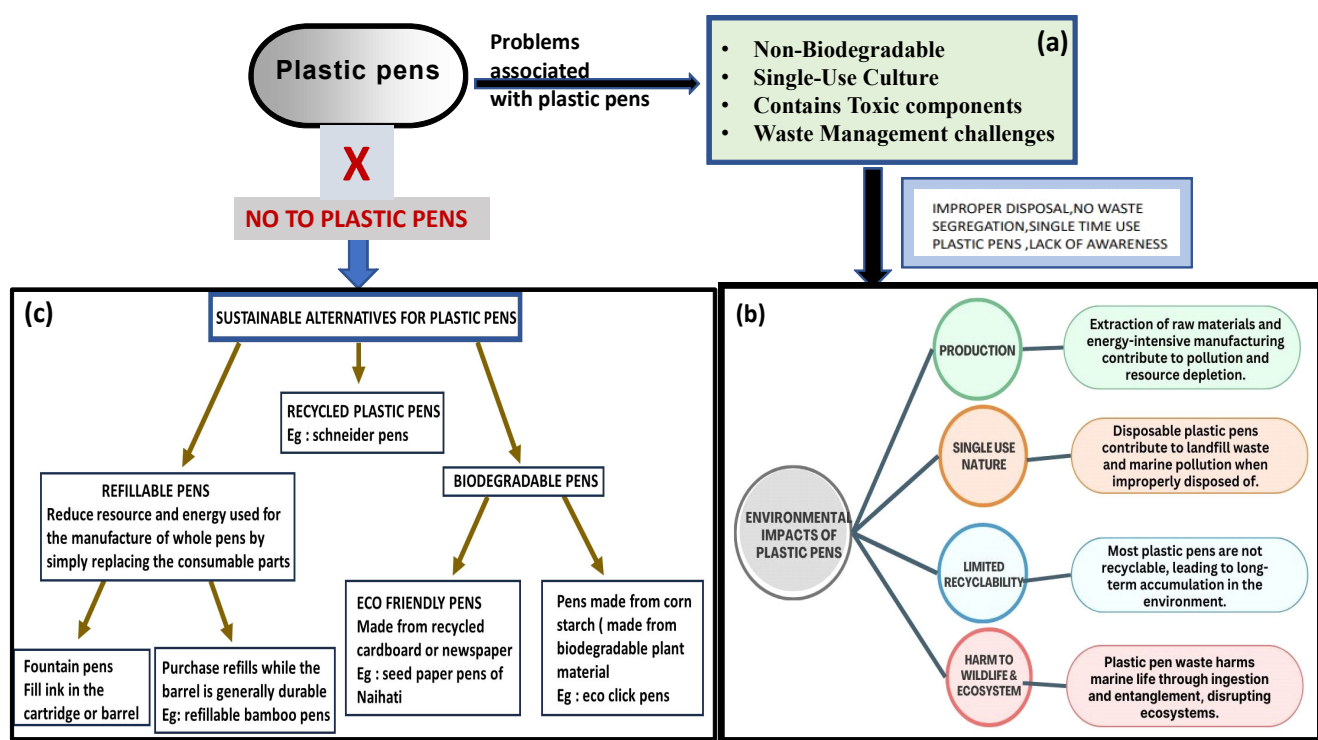 Plastic pens
Problems
associated
with plastic pens
(a)
• Non-Biodegradable
• Single-Use Culture
• Contains Toxic components
• Waste Management challenges
X
NO TO PLASTIC PENS
IMPROPER DISPOSAL,NO WASTE
SEGREGATION,SINGLE TIME USE
PLASTIC PENS ,LACK OF AWARENESS
(c)
SUSTAINABLE ALTERNATIVES FOR PLASTIC PENS
RECYCLED PLASTIC PENS
Eg : schneider pens
REFILLABLE PENS
Reduce resource and energy used for
the manufacture of whole pens by
simply replacing the consumable parts
BIODEGRADABLE PENS
Fountain pens
Fill ink in the
cartridge or barrel
Purchase refills while the
barrel is generally durable
Eg: refillable bamboo pens
ECO FRIENDLY PENS
Made from recycled
cardboard or newspaper
Eg : seed paper pens of
Naihati
Pens made from corn
starch ( made from
biodegradable plant
material
Eg : eco click pens
(b)
ENVIRONMENTAL
IMPACTS OF
PLASTIC PENS
PRODUCTION
Extraction of raw materials and
energy-intensive manufacturing
contribute to pollution and
resource depletion.
SINGLE USE
NATURE
Disposable plastic pens
contribute to landfill waste
and marine pollution when
improperly disposed of.
LIMITED
RECYCLABILITY
Most plastic pens are not
recyclable, leading to long-
term accumulation in the
environment.
HARM TO
WILDLIFE &
ECOSYSTEM
Plastic pen waste harms
marine life through ingestion
and entanglement, disrupting
ecosystems.